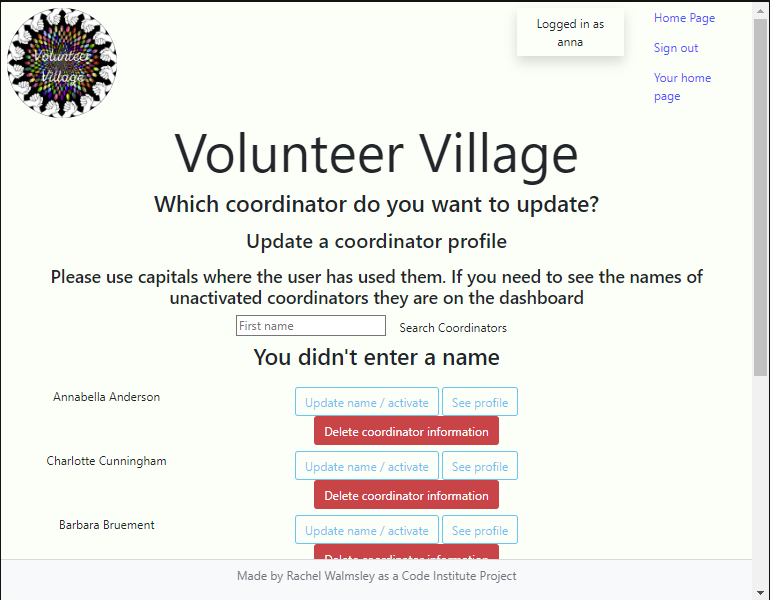 Volunteer
Village
Logged in as
anna
Home Page
Sign out
Your home
page
Volunteer Village
Which coordinator do you want to update?
Update a coordinator profile
Please use capitals where the user has used them. If you need to see the names of
unactivated coordinators they are on the dashboard
First name
Search Coordinators
You didn't enter a name
Annabella Anderson
Update name / activate
See profile
Delete coordinator information
Charlotte Cunningham
Update name / activate
See profile
Delete coordinator information
Barbara Bruement
Update name / activate
See profile
Delete coordinator information
Made by Rachel Walmsley as a Code Institute Project